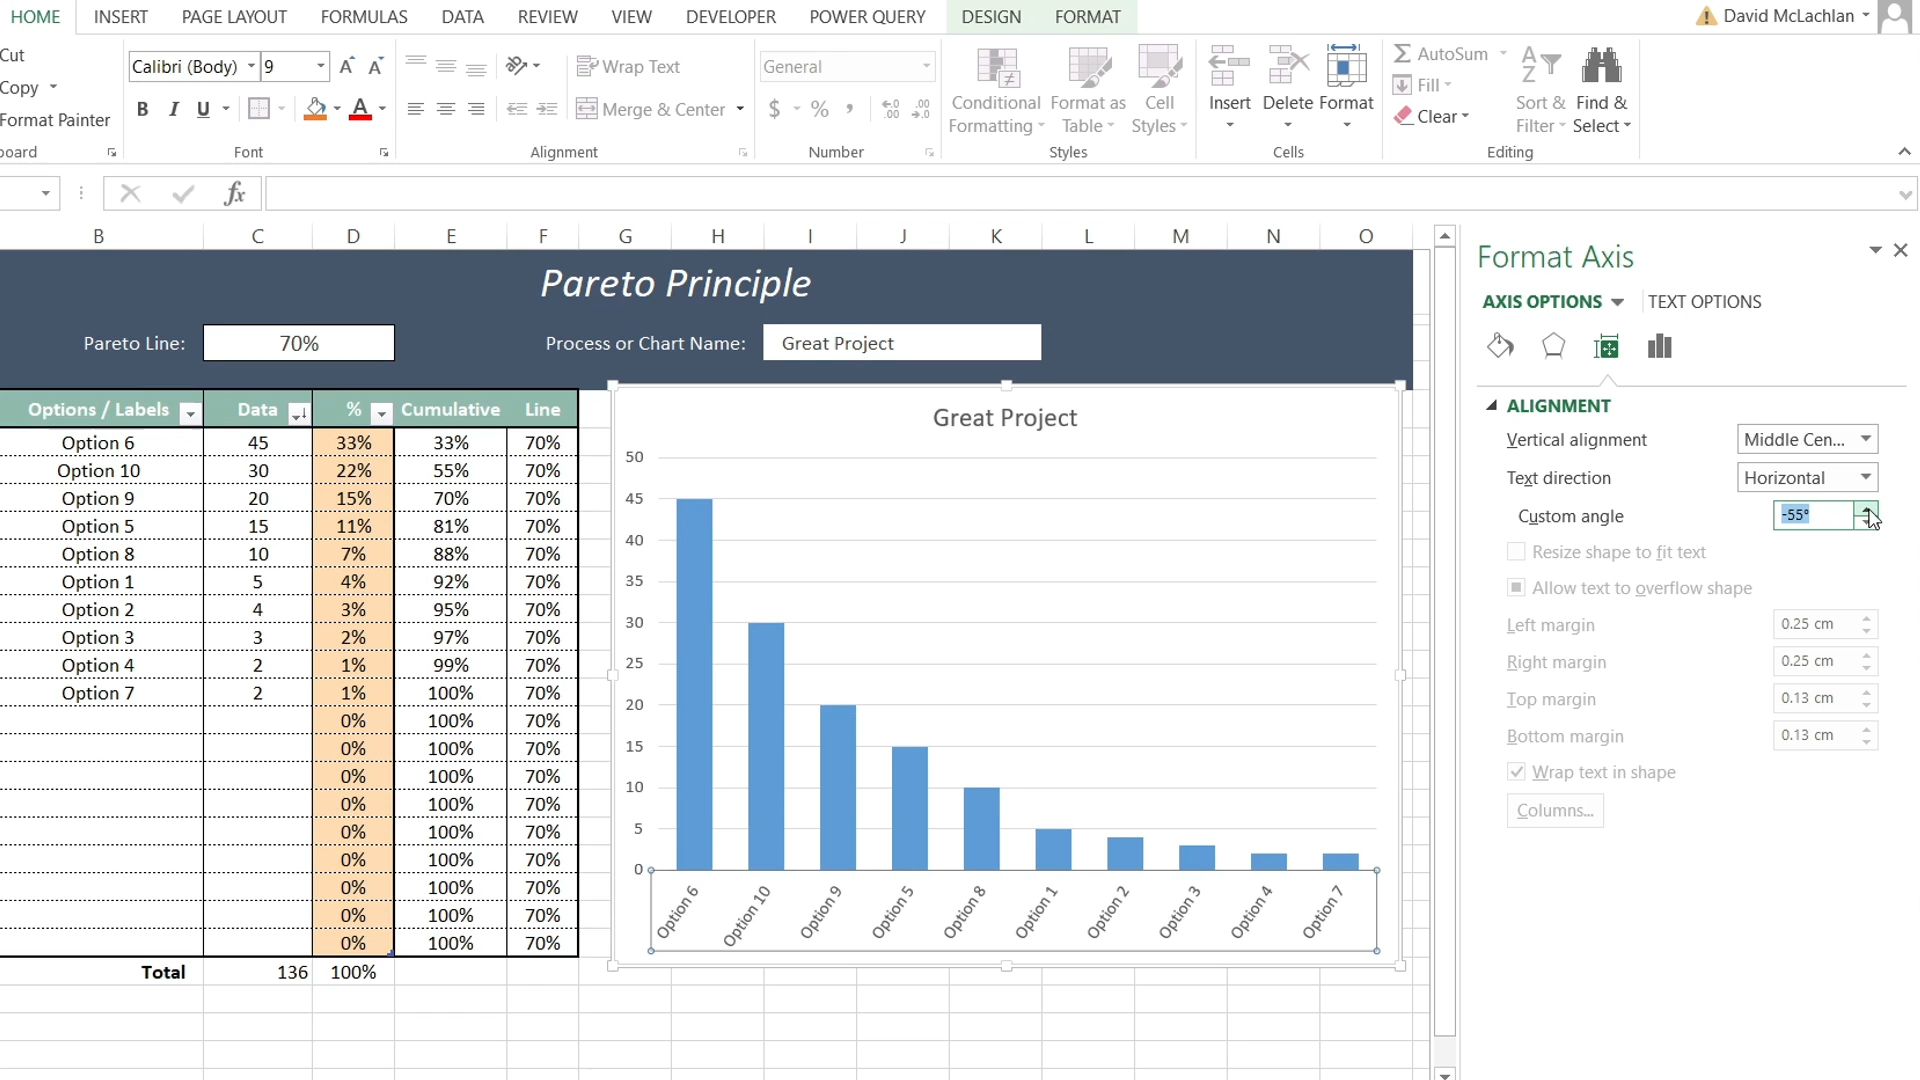 HOME INSERT PAGE LAYOUT FORMULAS DATA REVIEW VIEW DEVELOPER POWER QUERY DESIGN FORMAT David McLachlan
Cut
Copy
Format Painter
board
Calibri (Body) 9
B I U A
Font
Wrap Text
Merge & Center
Alignment
General
$ % ,
Number
Conditional Formatting
Format as Table
Cell Styles
Styles
Insert Delete Format
Cells
AutoSum
Fill
Clear
Sort & Filter
Find & Select
Editing
fx
B C D E F G H I J K L M N O
Pareto Principle
Pareto Line: 70% Process or Chart Name: Great Project
Options / Labels Data % Cumulative Line
Option 6 45 33% 33% 70%
Option 10 30 22% 55% 70%
Option 9 20 15% 70% 70%
Option 5 15 11% 81% 70%
Option 8 10 7% 88% 70%
Option 1 5 4% 92% 70%
Option 2 4 3% 95% 70%
Option 3 3 2% 97% 70%
Option 4 2 1% 99% 70%
Option 7 2 1% 100% 70%
0% 100% 70%
0% 100% 70%
0% 100% 70%
0% 100% 70%
0% 100% 70%
0% 100% 70%
0% 100% 70%
0% 100% 70%
0% 100% 70%
Total 136 100%
Great Project
50
45
40
35
30
25
20
15
10
5
0
Option 6 Option 10 Option 9 Option 5 Option 8 Option 1 Option 2 Option 3 Option 4 Option 7
Format Axis
AXIS OPTIONS TEXT OPTIONS
ALIGNMENT
Vertical alignment Middle Cen...
Text direction Horizontal
Custom angle -55°
Resize shape to fit text
Allow text to overflow shape
Left margin 0.25 cm
Right margin 0.25 cm
Top margin 0.13 cm
Bottom margin 0.13 cm
Wrap text in shape
Columns...